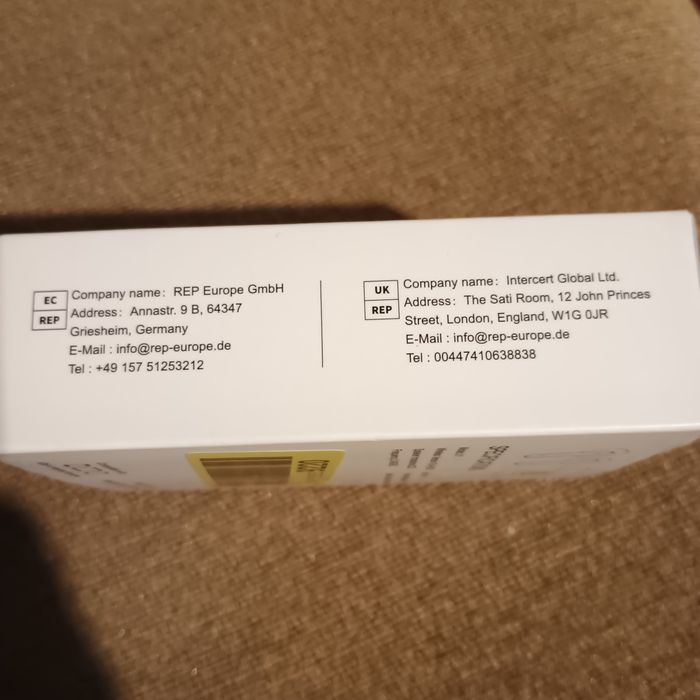 EC
REP
Company name: REP Europe GmbH
Address: Annastr. 9 B, 64347
Griesheim, Germany
E-Mail : info@rep-europe.de
Tel : +49 157 51253212
UK
REP
Company name: Intercert Global Ltd.
Address: The Sati Room, 12 John Princes
Street, London, England, W1G 0JR
E-Mail : info@rep-europe.de
Tel : 00447410638838